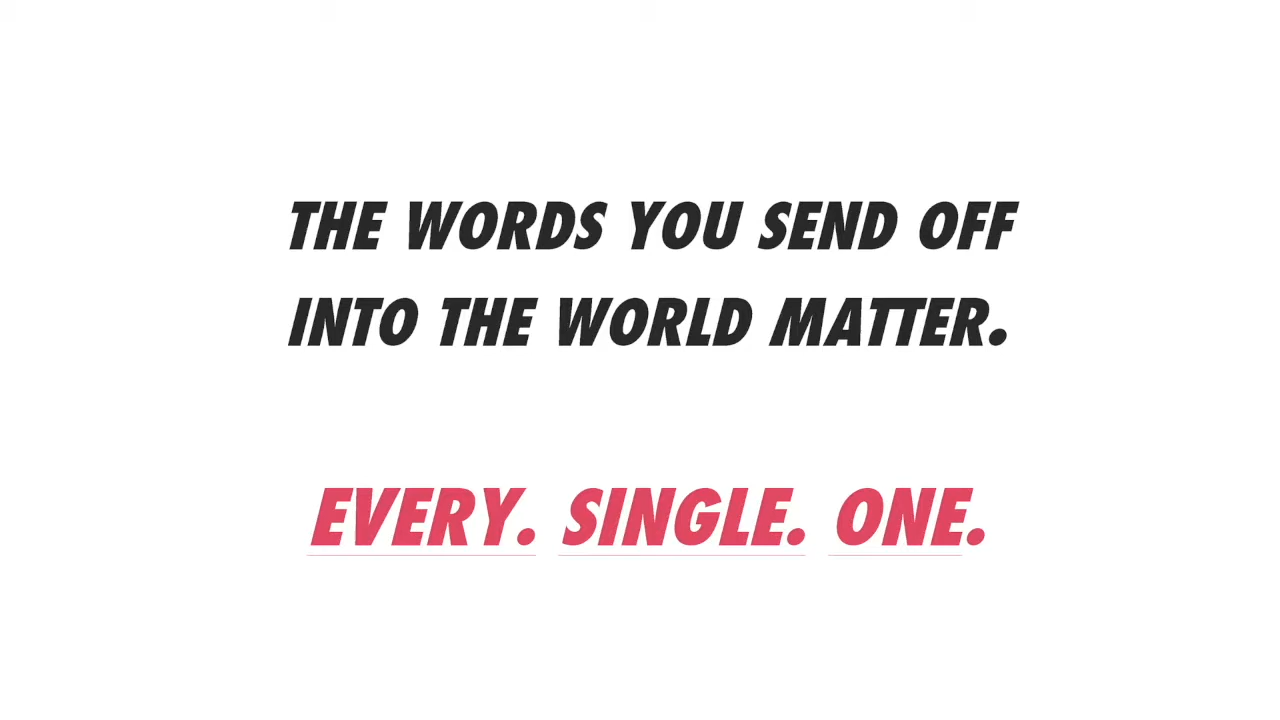 THE WORDS YOU SEND OFF
INTO THE WORLD MATTER.
EVERY. SINGLE. ONE.